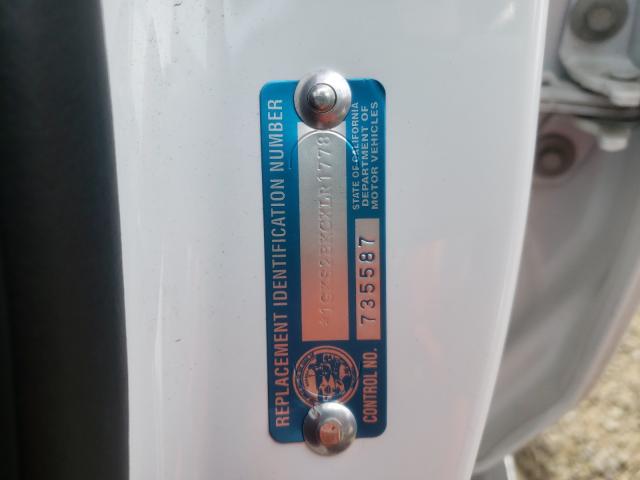 REPLACEMENT IDENTIFICATION NUMBER
STATE OF CALIFORNIA
DEPARTMENT OF
MOTOR VEHICLES
CONTROL NO. 735587